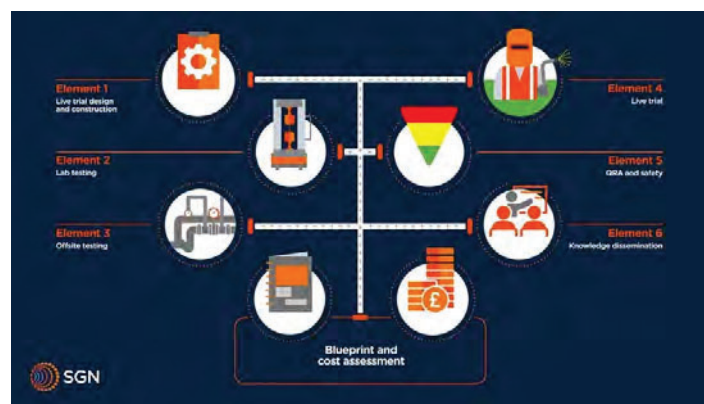 Element 1
Live trial design
and construction
Element 2
Lab testing
Element 3
Offsite testing
Element 4
Live trial
Element 5
QRA and safety
Element 6
Knowledge dissemination
£
Blueprint and
cost assessment
SGN